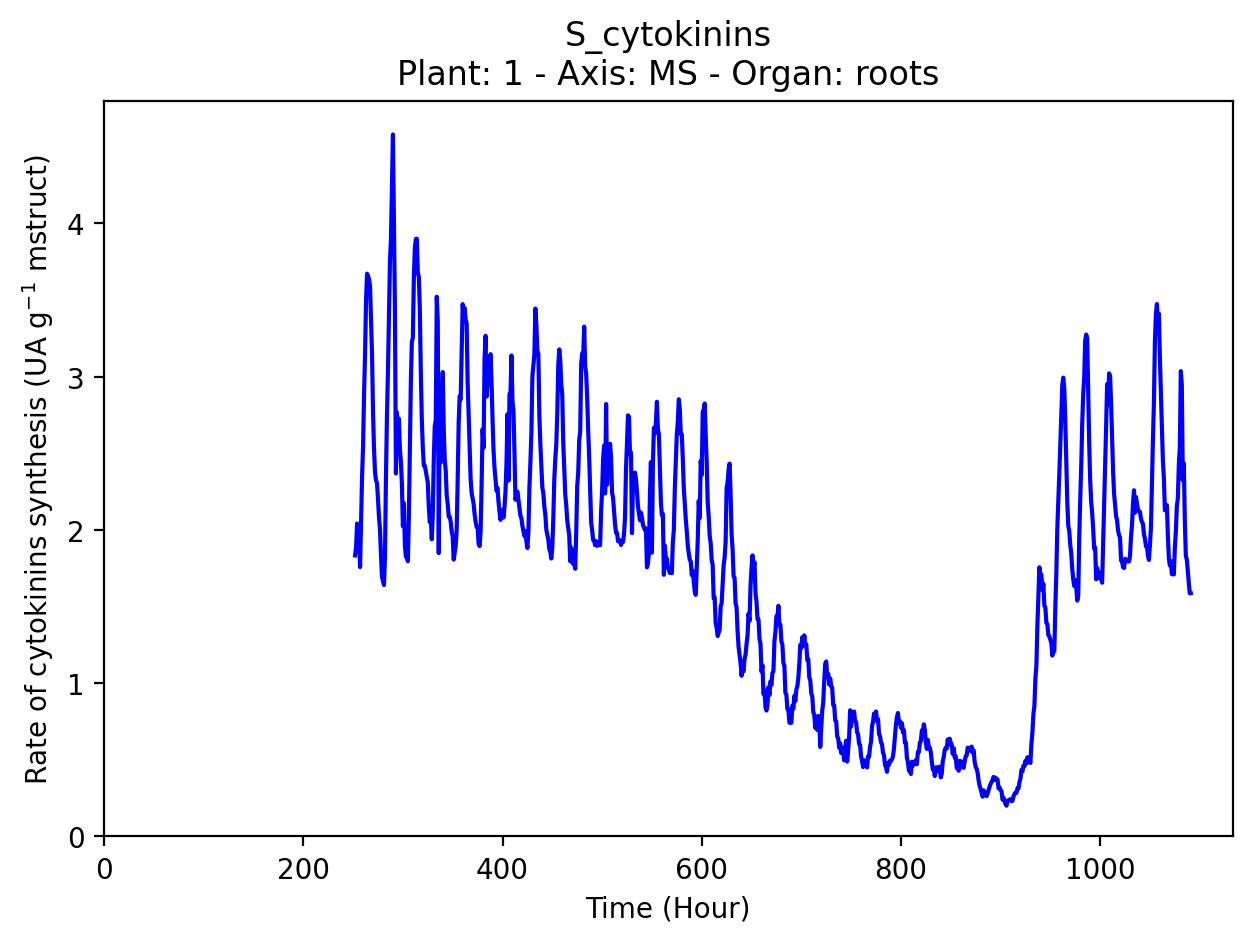 S_cytokinins
Plant: 1 - Axis: MS - Organ: roots
Rate of cytokinins synthesis (UA g⁻¹ mstruct)
4
3
2
1
0
0 200 400 600 800 1000
Time (Hour)